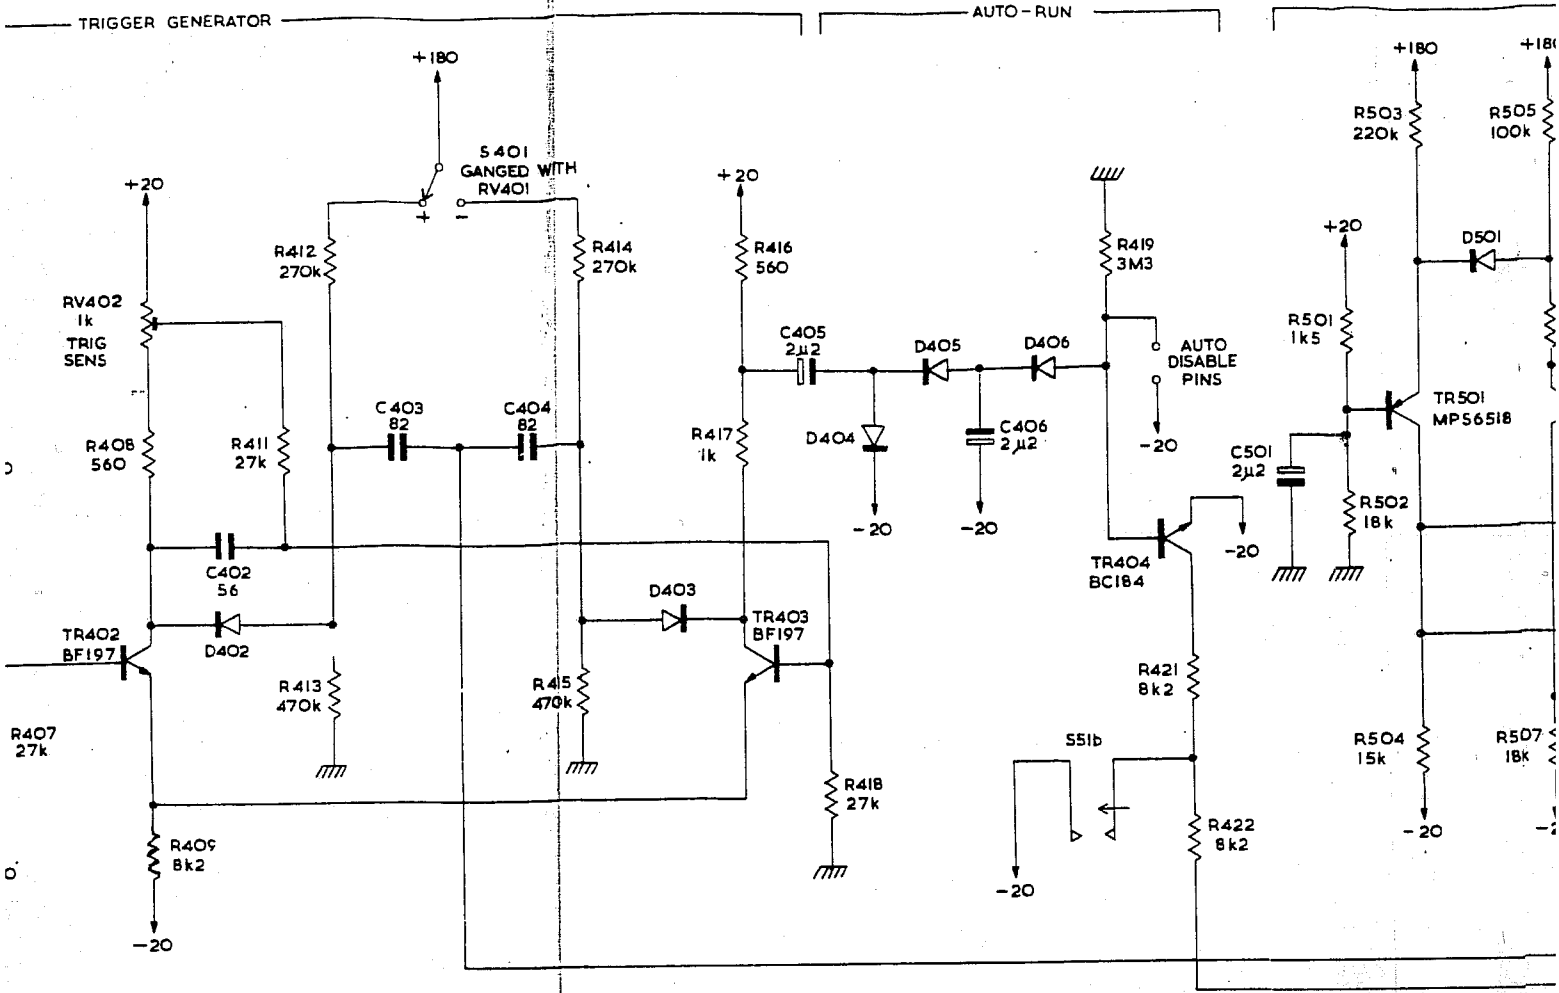 TRIGGER GENERATOR
AUTO-RUN
+180
S401
GANGED WITH
RV401
+
-
+20
R412
270k
R414
270k
RV402
1k
TRIG
SENS
R408
560
R411
27k
C403
82
C404
82
C402
56
D402
TR402
BF197
R407
27k
R413
470k
R415
470k
D403
R409
8k2
-20
+20
R416
560
R417
1k
TR403
BF197
R418
27k
C405
2µ2
D404
-20
D405
C406
2µ2
-20
D406
R419
3M3
AUTO
DISABLE
PINS
-20
TR404
BC184
-20
R421
8k2
S51b
-20
R422
8k2
+20
R501
1k5
C501
2µ2
R502
18k
+180
R503
220k
D501
TR501
MPS6518
R504
15k
-20
+180
R505
100k
R507
18k